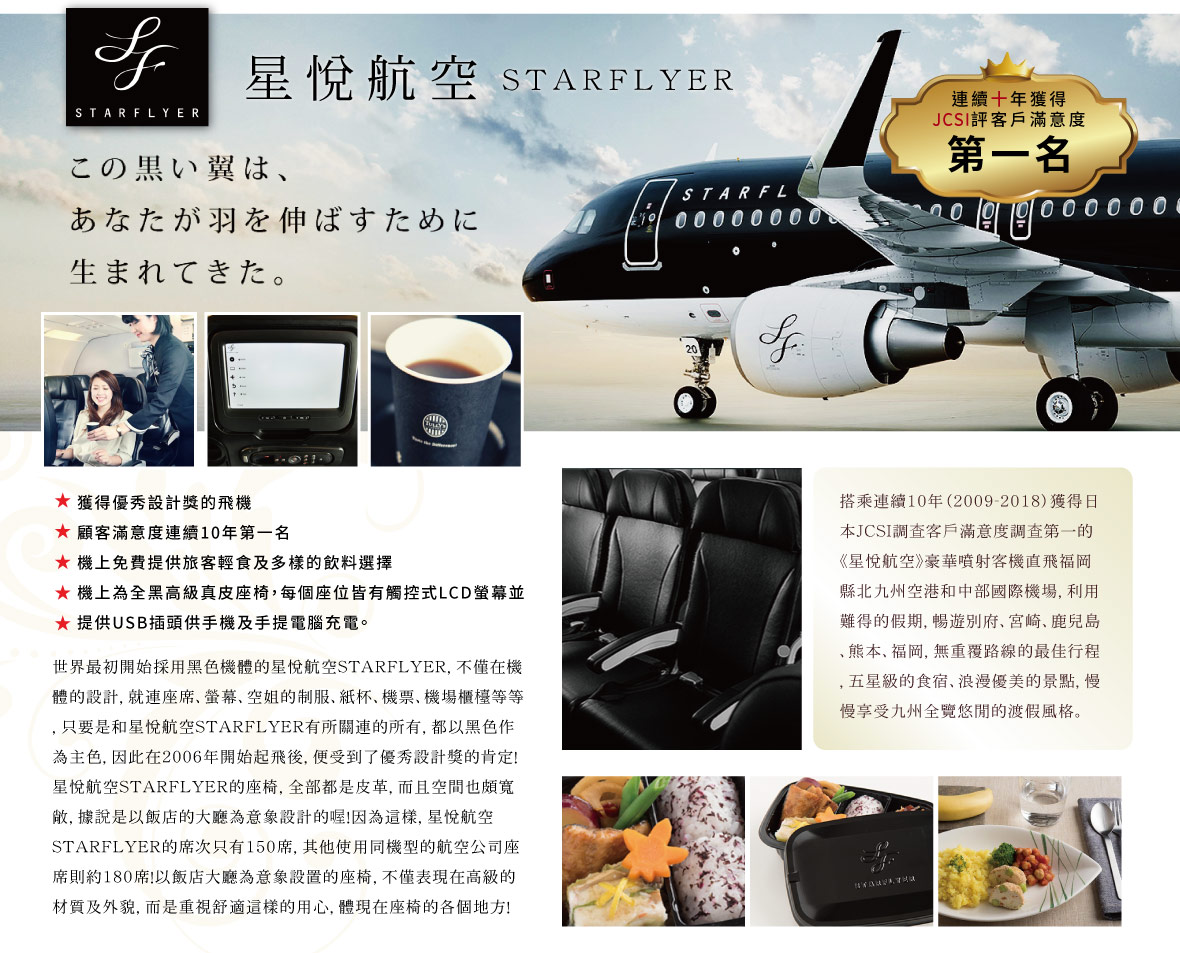 STARFLYER
星悅航空 STARFLYER
連續十年獲得
JCSI評客戶滿意度
第一名
この黒い翼は、
あなたが羽を伸ばすために
生まれてきた。
STARFL
20
TULLY'S
★ 獲得優秀設計獎的飛機
★ 顧客滿意度連續10年第一名
★ 機上免費提供旅客輕食及多樣的飲料選擇
★ 機上為全黑高級真皮座椅,每個座位皆有觸控式LCD螢幕並
★ 提供USB插頭供手機及手提電腦充電。
世界最初開始採用黑色機體的星悅航空STARFLYER, 不僅在機
體的設計, 就連座席、螢幕、空姐的制服、紙杯、機票、機場櫃檯等等
, 只要是和星悅航空STARFLYER有所關連的所有, 都以黑色作
為主色, 因此在2006年開始起飛後, 便受到了優秀設計獎的肯定!
星悅航空STARFLYER的座椅, 全部都是皮革, 而且空間也頗寬
敞, 據說是以飯店的大廳為意象設計的喔!因為這樣, 星悅航空
STARFLYER的席次只有150席, 其他使用同機型的航空公司座
席則約180席!以飯店大廳為意象設置的座椅, 不僅表現在高級的
材質及外貌, 而是重視舒適這樣的用心, 體現在座椅的各個地方!
搭乘連續10年(2009-2018)獲得日
本JCSI調查客戶滿意度調查第一的
《星悅航空》豪華噴射客機直飛福岡
縣北九州空港和中部國際機場, 利用
難得的假期, 暢遊別府、宮崎、鹿兒島
、熊本、福岡, 無重覆路線的最佳行程
, 五星級的食宿、浪漫優美的景點, 慢
慢享受九州全覽悠閒的渡假風格。
STARFLYER